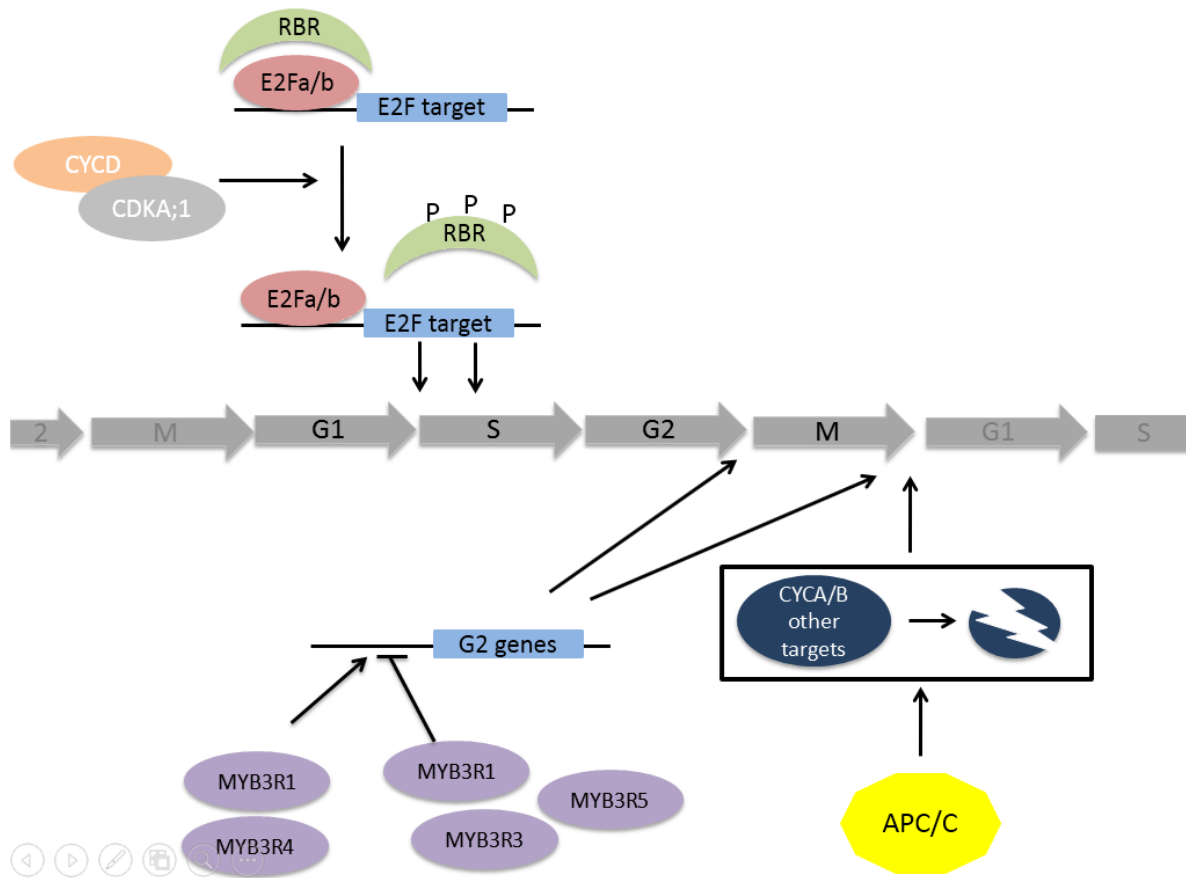 RBR
E2Fa/b
E2F target
CYCD
CDKA;1
P P P
RBR
E2Fa/b
E2F target
2 M G1 S G2 M G1 S
CYCA/B
other
targets
G2 genes
MYB3R1
MYB3R1
MYB3R5
MYB3R4
MYB3R3
APC/C